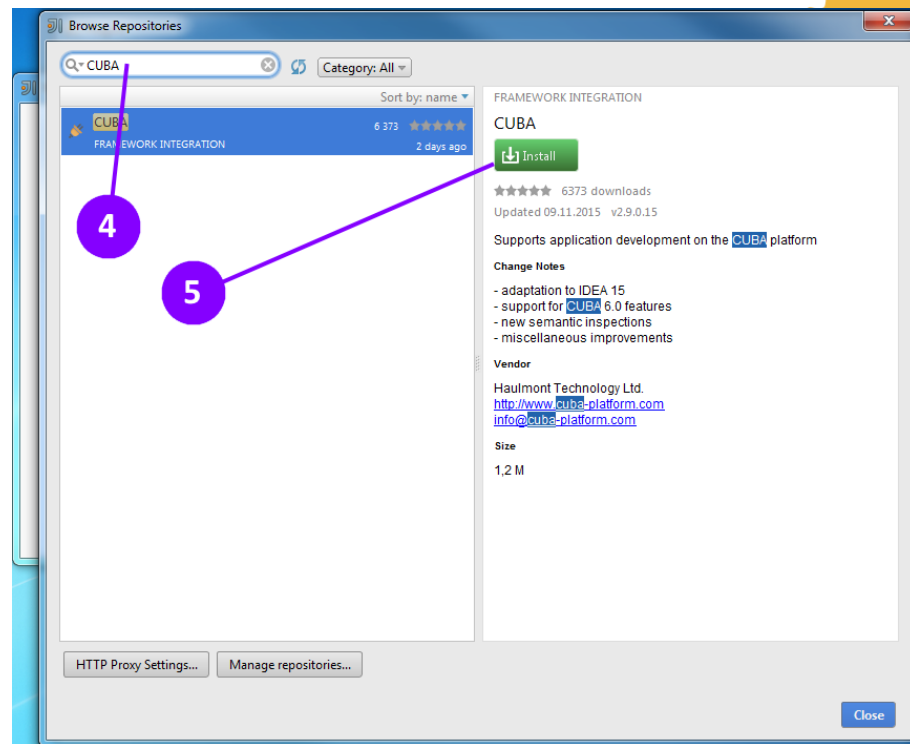 Browse Repositories
CUBA
Category: All
Sort by: name
CUBA 6 373
FRAMEWORK INTEGRATION 2 days ago
4
5
FRAMEWORK INTEGRATION
CUBA
Install
6373 downloads
Updated 09.11.2015 v2.9.0.15
Supports application development on the CUBA platform
Change Notes
- adaptation to IDEA 15
- support for CUBA 6.0 features
- new semantic inspections
- miscellaneous improvements
Vendor
Haulmont Technology Ltd.
http://www.cuba-platform.com
info@cuba-platform.com
Size
1,2 M
HTTP Proxy Settings... Manage repositories...
Close